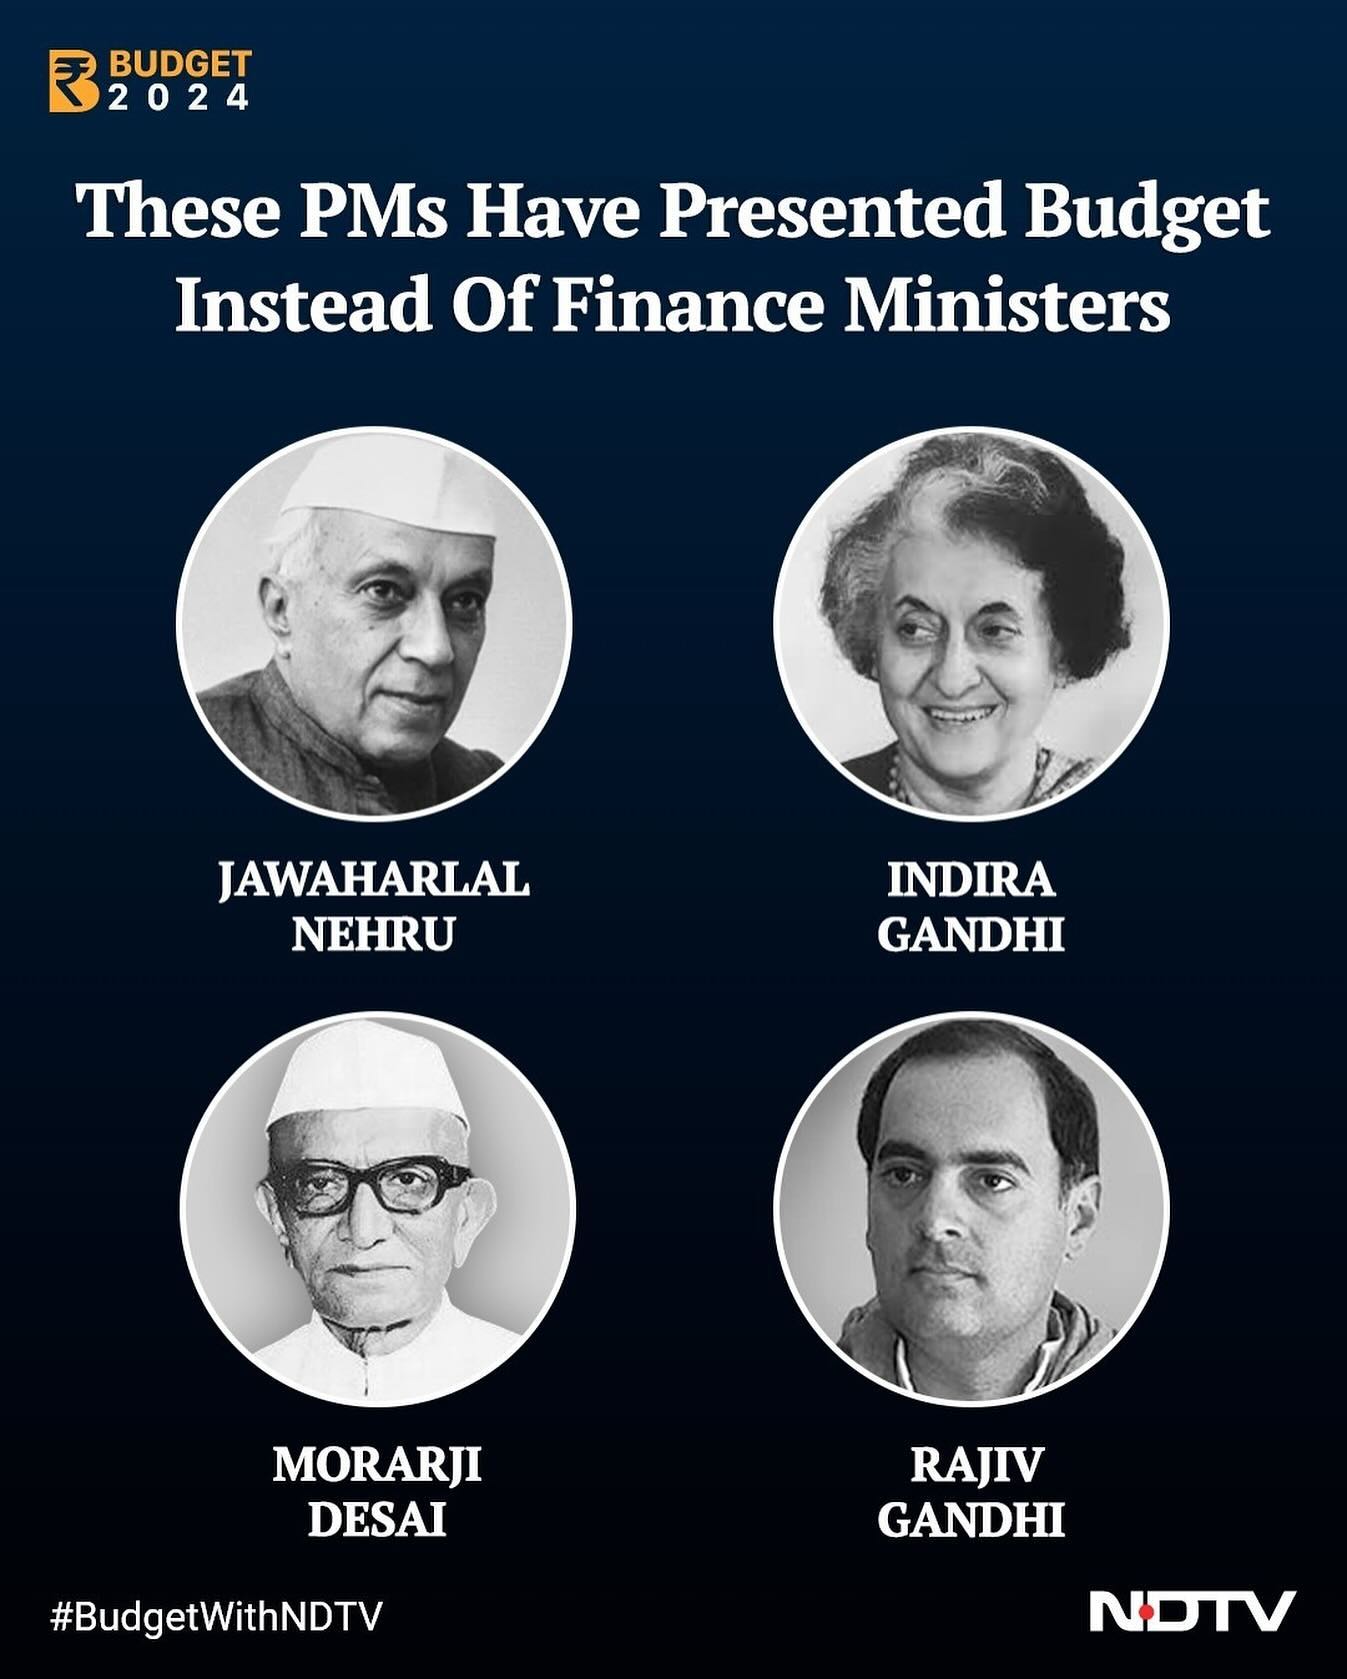 BUDGET
2024
These PMs Have Presented Budget
Instead Of Finance Ministers
JAWAHARLAL
NEHRU
INDIRA
GANDHI
MORARJI
DESAI
RAJIV
GANDHI
#BudgetWithNDTV
NDTV